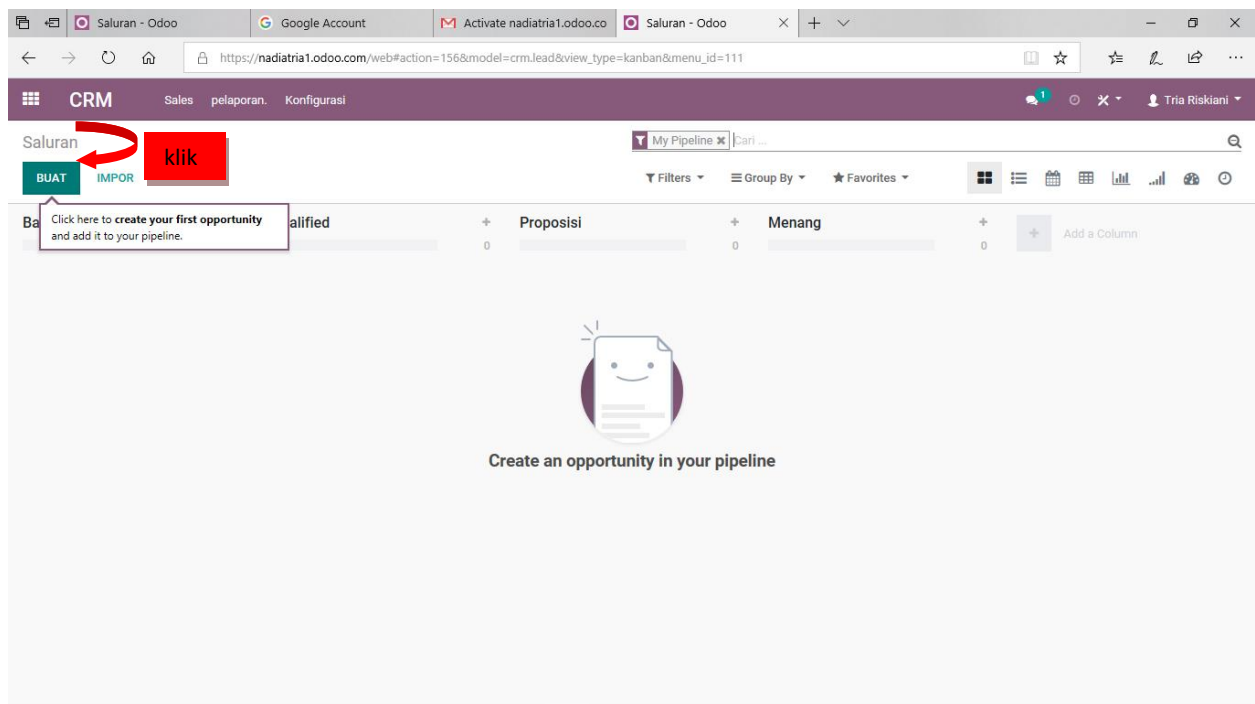 Saluran - Odoo
Google Account
Activate nadiatria1.odoo.co
Saluran - Odoo
https://nadiatria1.odoo.com/web#action=156&model=crm.lead&view_type=kanban&menu_id=111
CRM Sales pelaporan. Konfigurasi 1 Tria Riskiani
Saluran
My Pipeline Cari ...
klik
BUAT IMPOR
Filters Group By Favorites
Ba
alified
Proposisi
Menang
Add a Column
0 0 0
Click here to create your first opportunity
and add it to your pipeline.
Create an opportunity in your pipeline